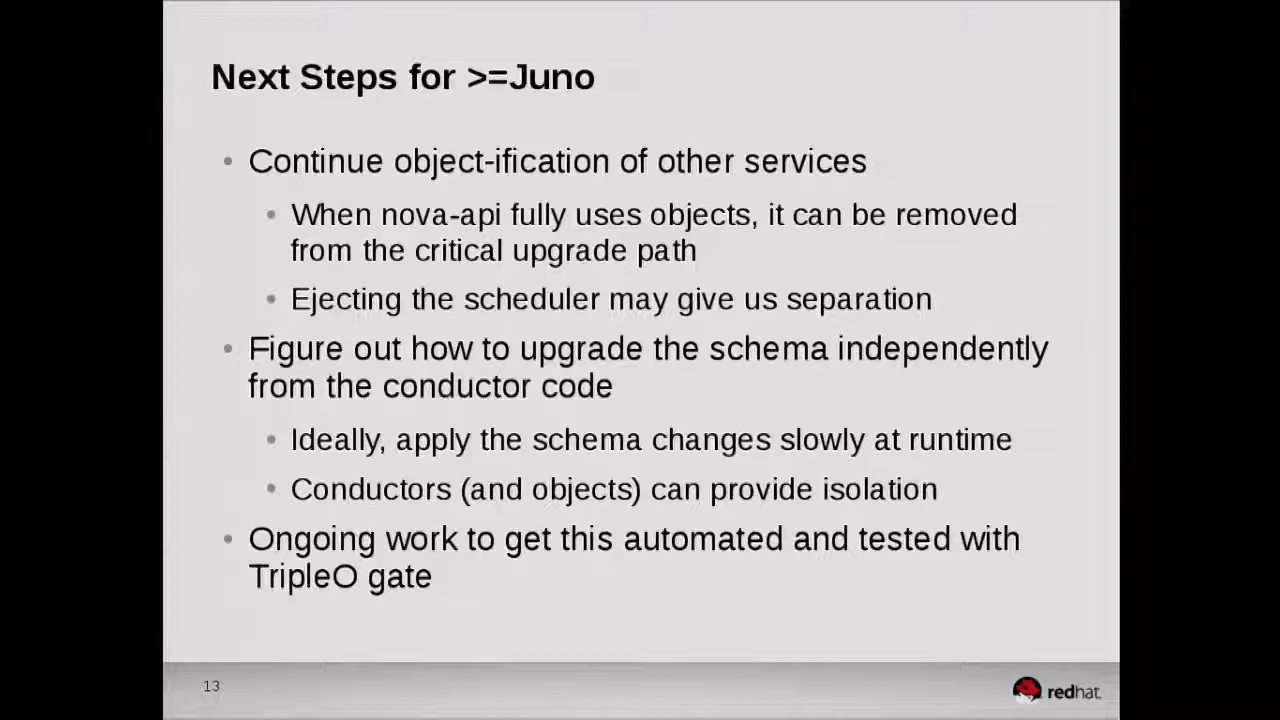 Next Steps for >=Juno
• Continue object-ification of other services
• When nova-api fully uses objects, it can be removed
from the critical upgrade path
• Ejecting the scheduler may give us separation
• Figure out how to upgrade the schema independently
from the conductor code
• Ideally, apply the schema changes slowly at runtime
• Conductors (and objects) can provide isolation
• Ongoing work to get this automated and tested with
TripleO gate
13
redhat